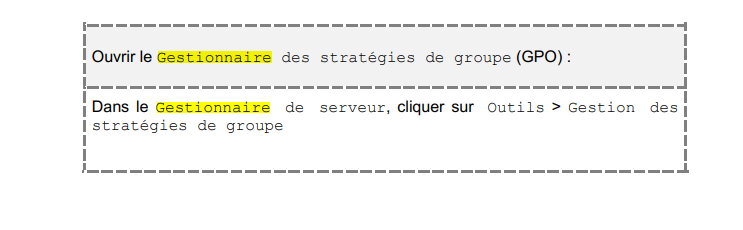 Ouvrir le Gestionnaire des stratégies de groupe (GPO) :
Dans le Gestionnaire de serveur, cliquer sur Outils > Gestion des
stratégies de groupe